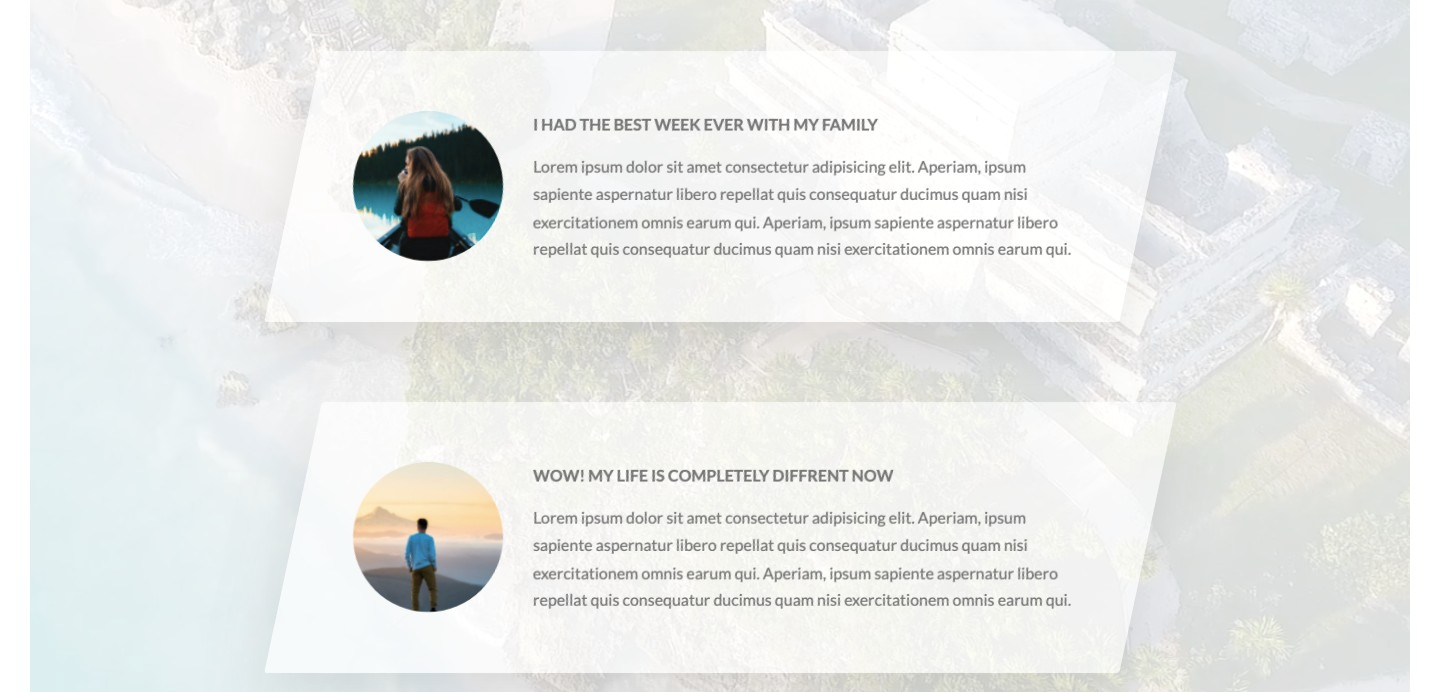 I HAD THE BEST WEEK EVER WITH MY FAMILY
Lorem ipsum dolor sit amet consectetur adipisicing elit. Aperiam, ipsum
sapiente aspernatur libero repellat quis consequatur ducimus quam nisi
exercitationem omnis earum qui. Aperiam, ipsum sapiente aspernatur libero
repellat quis consequatur ducimus quam nisi exercitationem omnis earum qui.
WOW! MY LIFE IS COMPLETELY DIFFRENT NOW
Lorem ipsum dolor sit amet consectetur adipisicing elit. Aperiam, ipsum
sapiente aspernatur libero repellat quis consequatur ducimus quam nisi
exercitationem omnis earum qui. Aperiam, ipsum sapiente aspernatur libero
repellat quis consequatur ducimus quam nisi exercitationem omnis earum qui.